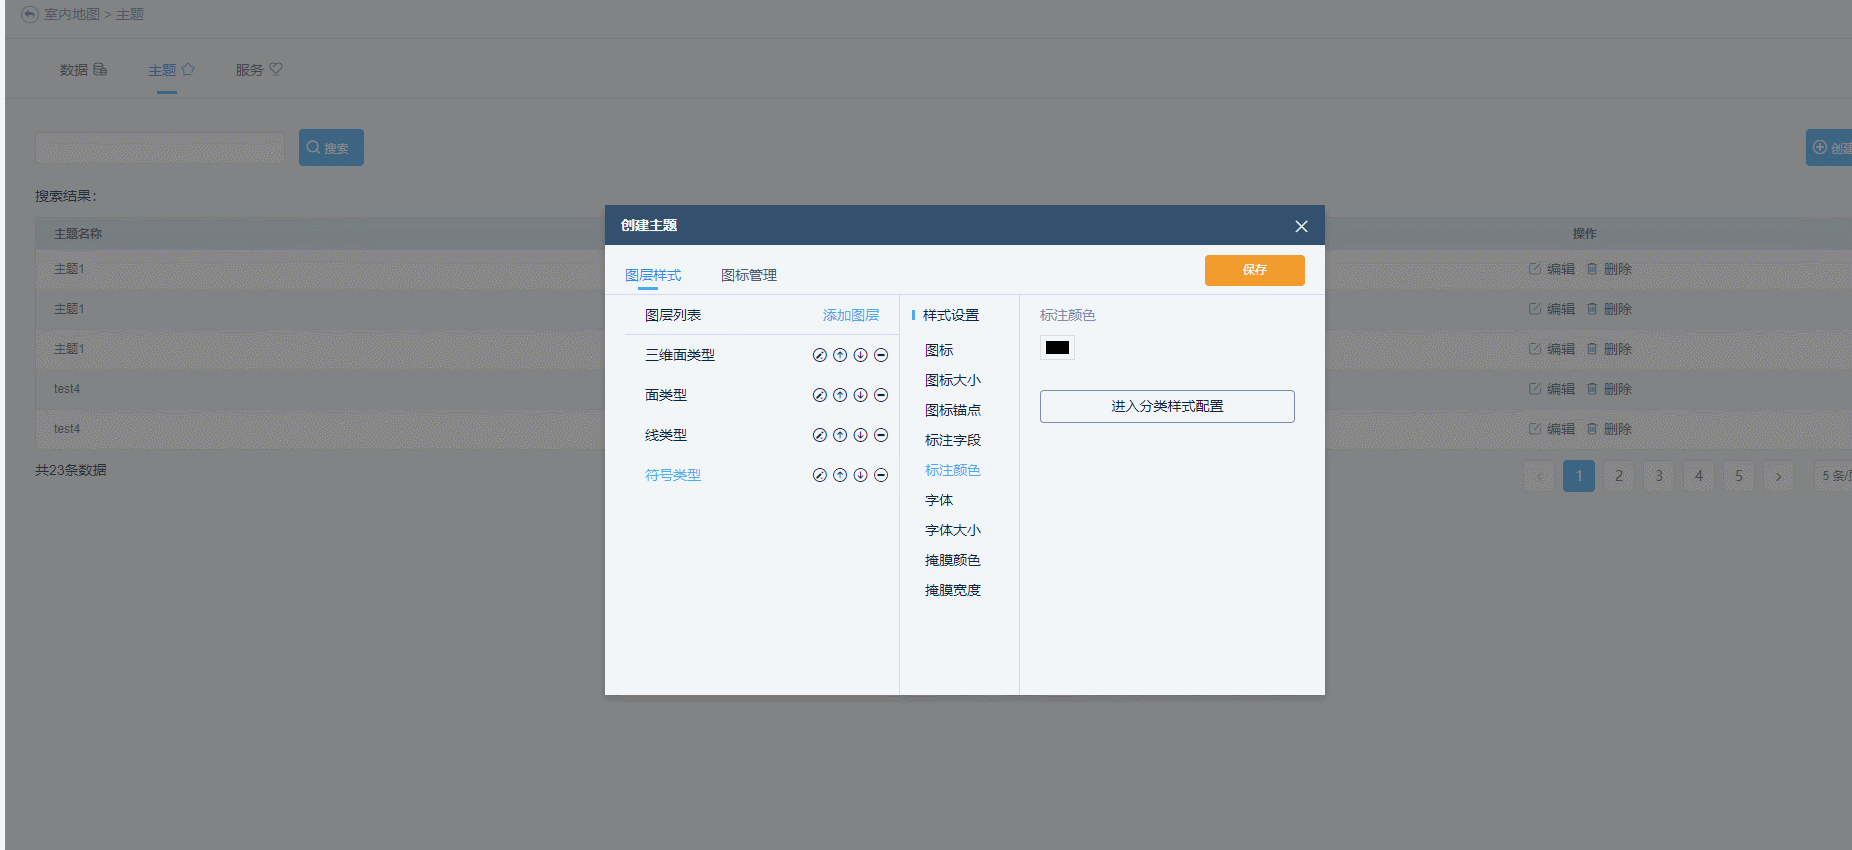 室内地图 > 主题
数据 主题 服务
搜索 创建
搜索结果：
主题名称 操作
主题1 编辑 删除
主题1 编辑 删除
主题1 编辑 删除
test4 编辑 删除
test4 编辑 删除
共23条数据
1 2 3 4 5 > 5 条/
创建主题
图层样式 图标管理 保存
图层列表 添加图层
三维面类型
面类型
线类型
符号类型
样式设置
图标
图标大小
图标锚点
标注字段
标注颜色
字体
字体大小
掩膜颜色
掩膜宽度
标注颜色
进入分类样式配置